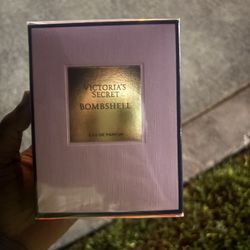 VICTORIA'S
SECRET
BOMBSHELL
EAU DE PARFUM